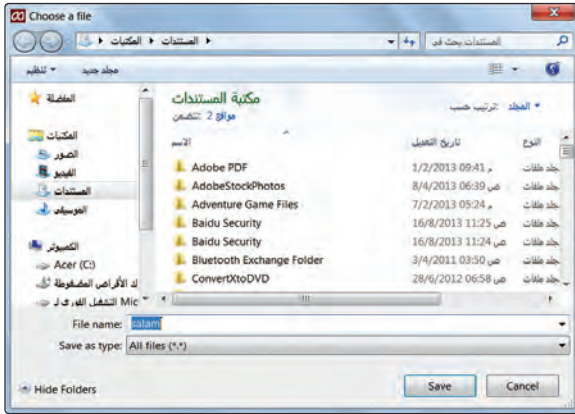 Choose a file
المكتبات
المستندات
المستندات بحث في
تنظيم
مجلد جديد
المفضلة
المكتبات
الصور
الفيديو
المستندات
الموسيقى
الكمبيوتر
Acer (C:)
مكتبة المستندات
تتضمن: 2 مواقع
المجلد
ترتيب حسب:
الاسم
تاريخ التعديل
النوع
Adobe PDF 1/2/2013 09:41 م
AdobeStockPhotos 8/4/2013 06:39 ص
Adventure Game Files 7/2/2013 05:24 م
Baidu Security 16/8/2013 11:25 ص
Baidu Security 16/8/2013 11:24 ص
Bluetooth Exchange Folder 3/4/2011 03:50 ص
ConvertXtoDVD 28/6/2012 06:58 ص
File name: salam
Save as type: All files (*.*)
Hide Folders
Save
Cancel